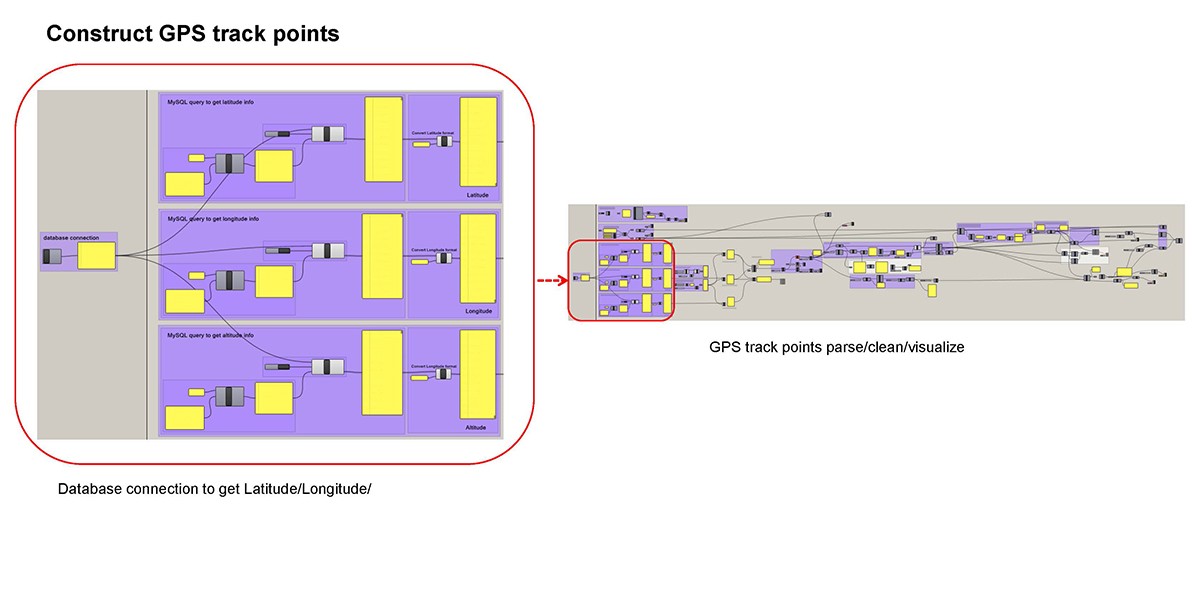 Construct GPS track points
MySQL query to get latitude info
Convert Latitude format
Latitude
database connection
MySQL query to get longitude info
Convert Longitude format
Longitude
MySQL query to get altitude info
Convert Longitude format
Altitude
GPS track points parse/clean/visualize
Database connection to get Latitude/Longitude/